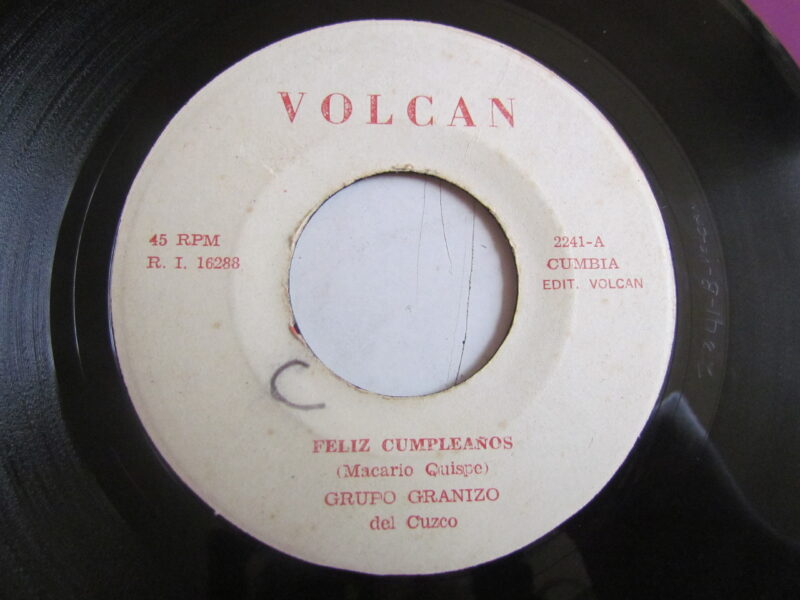 VOLCAN
45 RPM
R. I. 16288
2241-A
CUMBIA
EDIT. VOLCAN
C
FELIZ CUMPLEAÑOS
(Macario Quispe)
GRUPO GRANIZO
del Cuzco